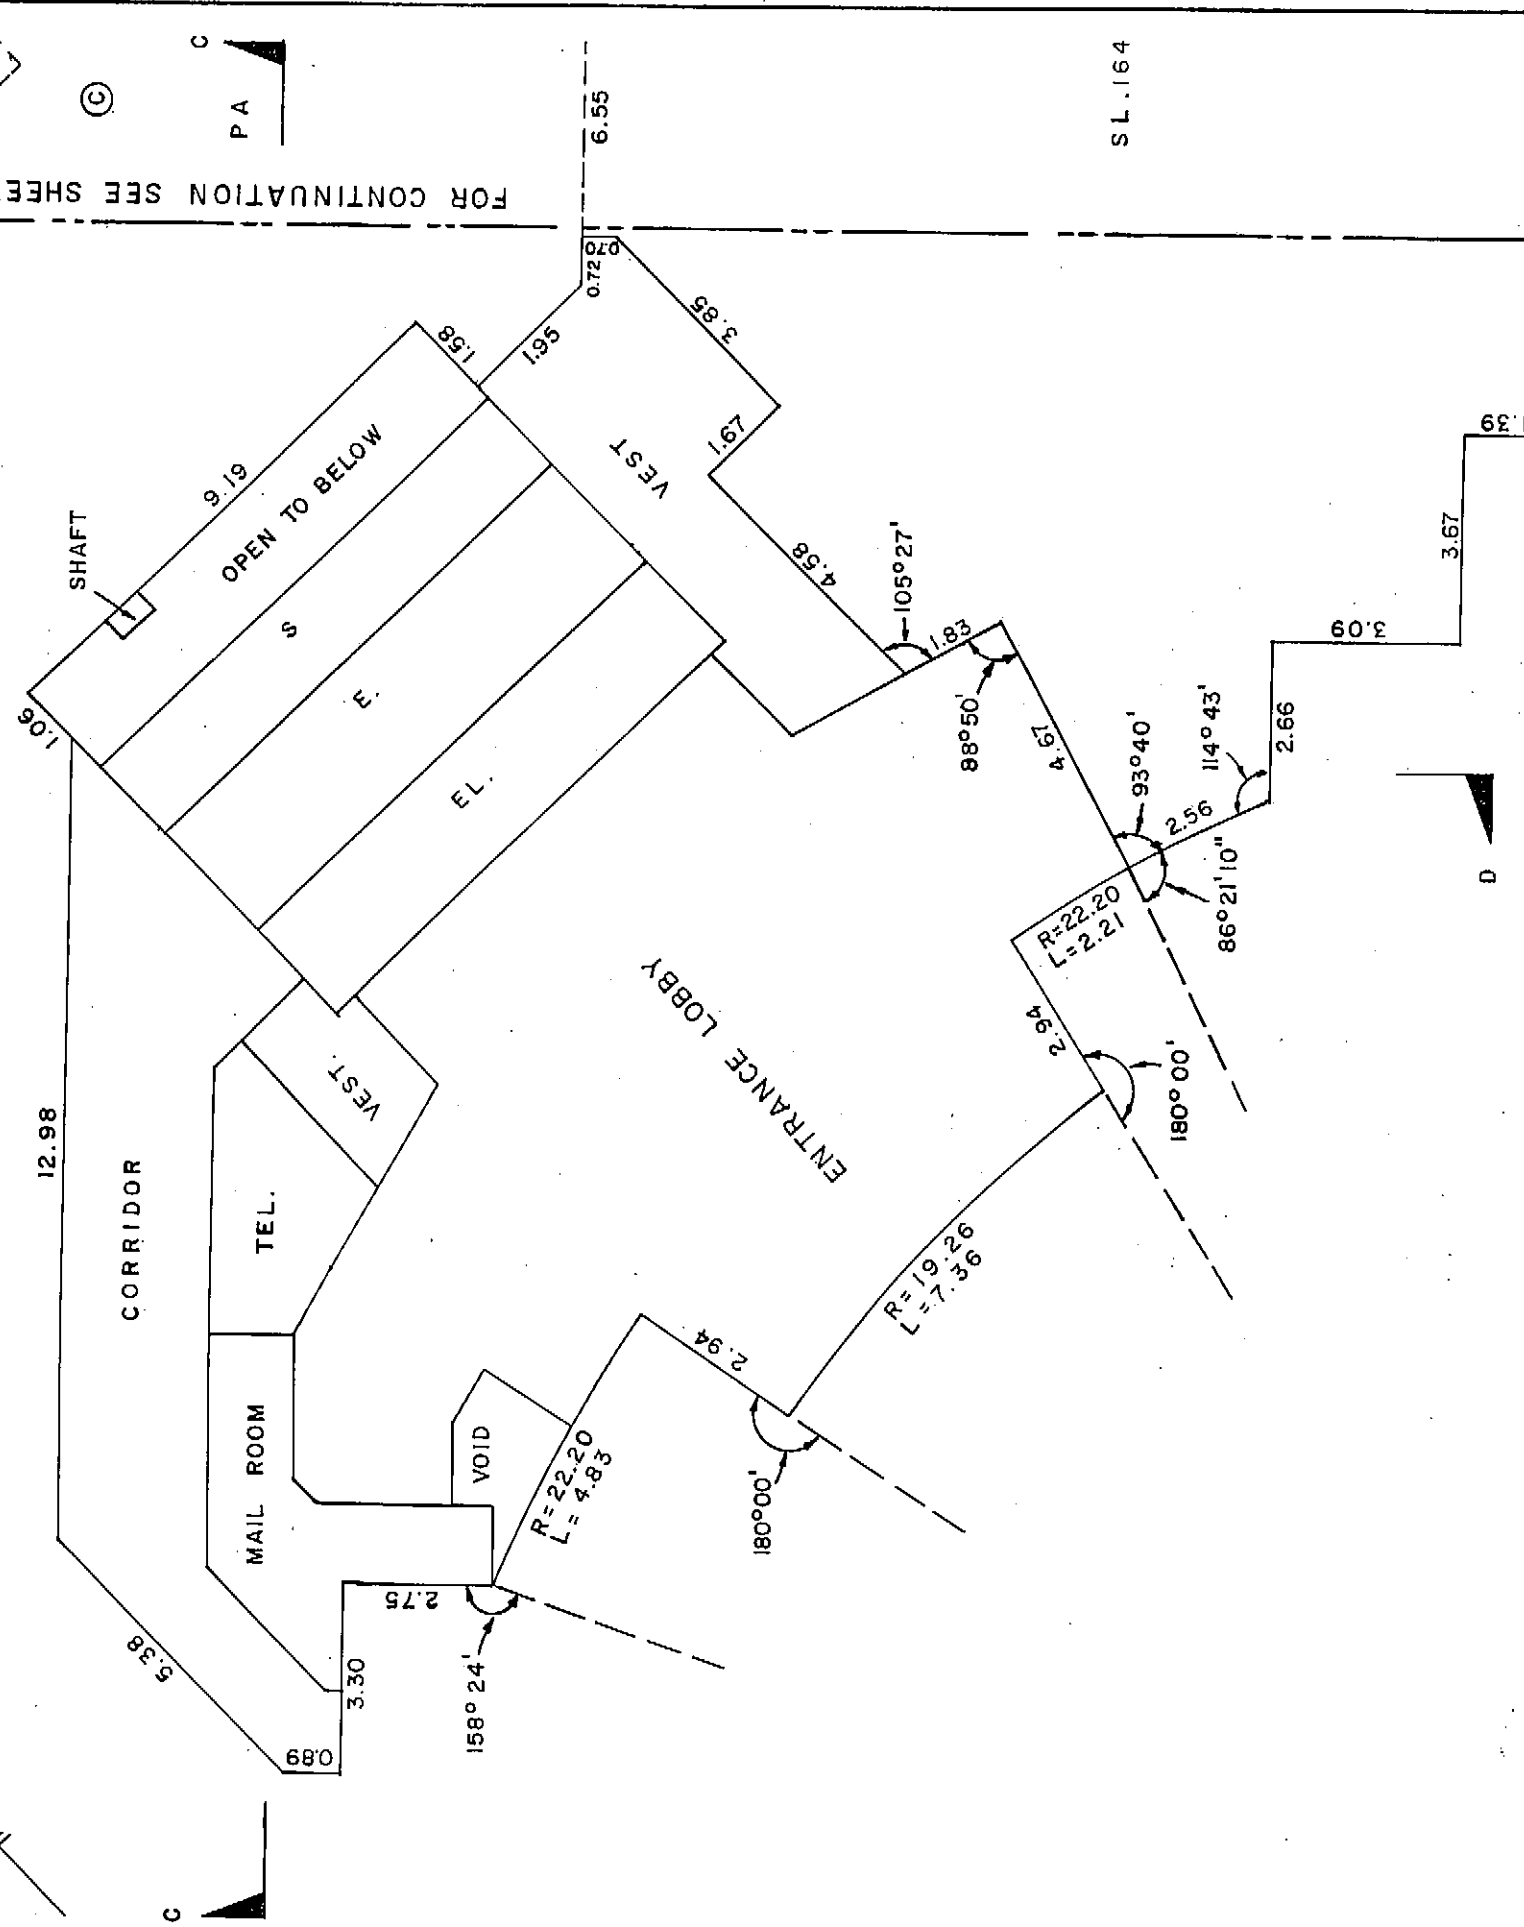 C
Ⓒ
PA
FOR CONTINUATION SEE SHEE
6.55
SL.164
0.70
0.72
1.95
3.85
1.58
9.19
OPEN TO BELOW
SHAFT
S
E.
EL.
1.06
VEST
1.67
4.58
105°27'
1.83
88°50'
4.67
93°40'
114°43'
2.56
86°21'10"
2.66
3.09
3.67
1.39
D
R=22.20
L=2.21
2.94
180°00'
ENTRANCE LOBBY
R=19.26
L=7.36
2.94
180°00'
12.98
CORRIDOR
VEST.
TEL.
MAIL ROOM
VOID
R=22.20
L=4.83
2.75
158°24'
5.38
3.30
0.89
C